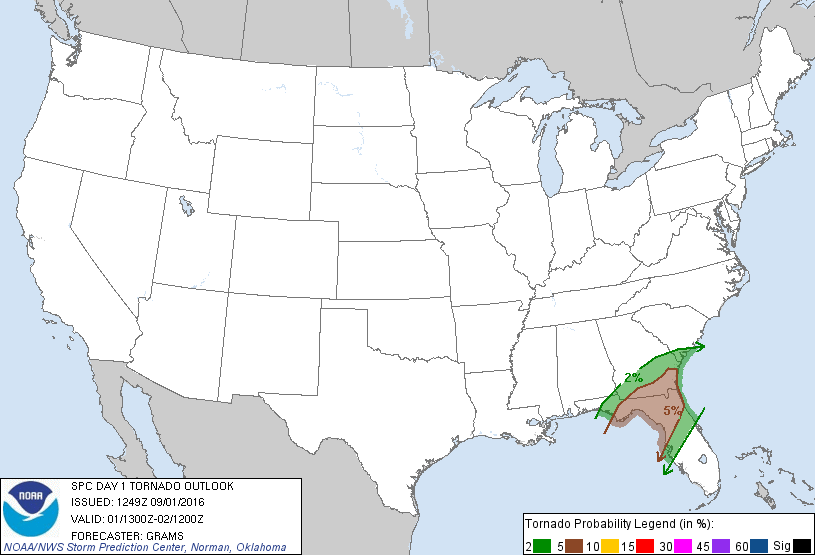 2%
5%
NOAA
SPC DAY 1 TORNADO OUTLOOK
ISSUED: 1249Z 09/01/2016
VALID: 01/1300Z-02/1200Z
FORECASTER: GRAMS
NOAA/NWS Storm Prediction Center, Norman, Oklahoma
Tornado Probability Legend (in %):
2 5 10 15 30 45 60 Sig